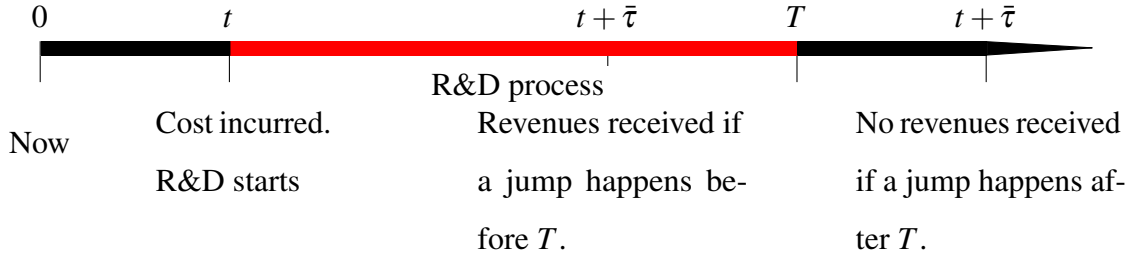 0 t t + τ̄ T t + τ̄
R&D process
Now
Cost incurred.
R&D starts
Revenues received if
a jump happens be-
fore T.
No revenues received
if a jump happens af-
ter T.